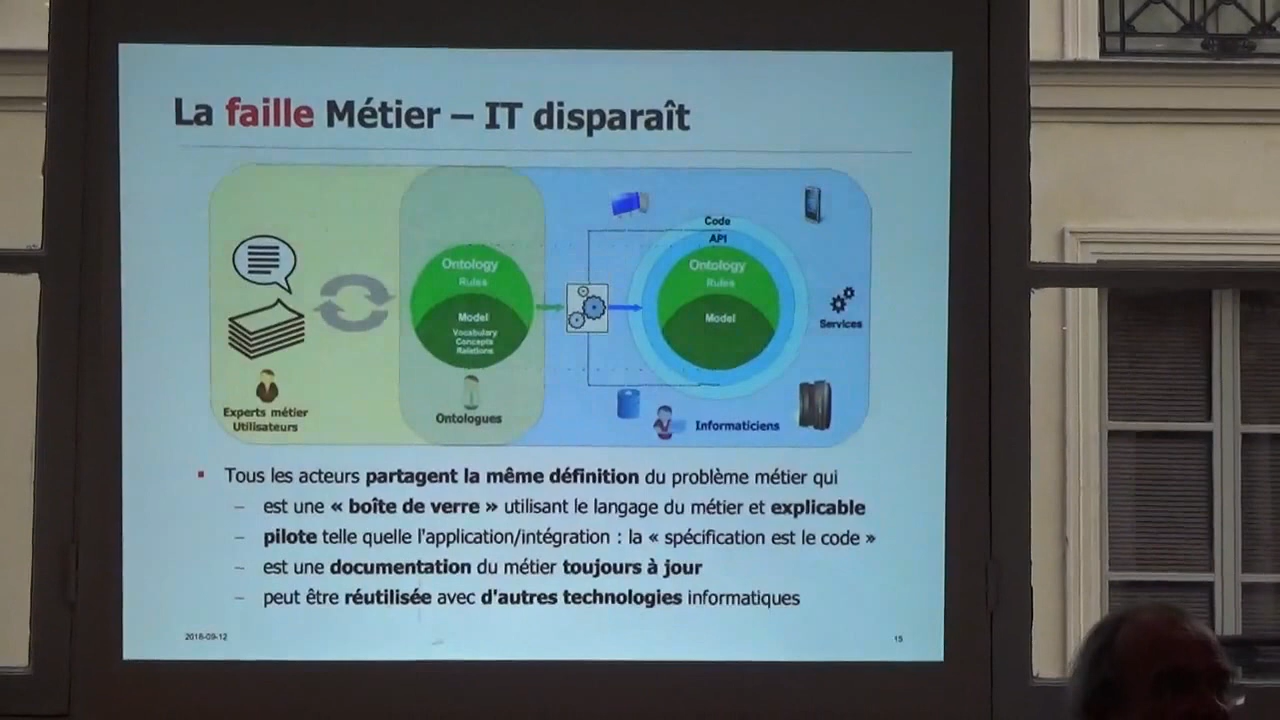 La faille Métier – IT disparaît
Code
API
Ontology
Rules
Model
Vocabulary
Concepts
Relations
Ontology
Rules
Model
Services
Experts métier
Utilisateurs
Ontologues
Informaticiens
▪ Tous les acteurs partagent la même définition du problème métier qui
– est une « boîte de verre » utilisant le langage du métier et explicable
– pilote telle quelle l'application/intégration : la « spécification est le code »
– est une documentation du métier toujours à jour
– peut être réutilisée avec d'autres technologies informatiques
2018-09-12
15